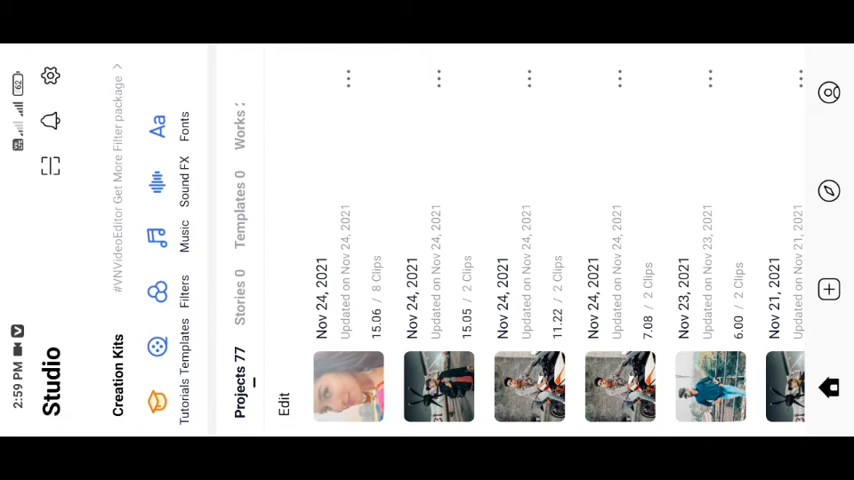 2:59 PM
62
Studio
Creation Kits
#VNVideoEditor Get More Filter package >
Aa
Tutorials Templates Filters Music Sound FX Fonts
Projects 77 Stories 0 Templates 0 Works
Edit
Nov 24, 2021
Updated on Nov 24, 2021
15.06 / 8 Clips
Nov 24, 2021
Updated on Nov 24, 2021
15.05 / 2 Clips
Nov 24, 2021
Updated on Nov 24, 2021
11.22 / 2 Clips
Nov 24, 2021
Updated on Nov 24, 2021
7.08 / 2 Clips
Nov 23, 2021
Updated on Nov 23, 2021
6.00 / 2 Clips
Nov 21, 2021
Updated on Nov 21, 2021